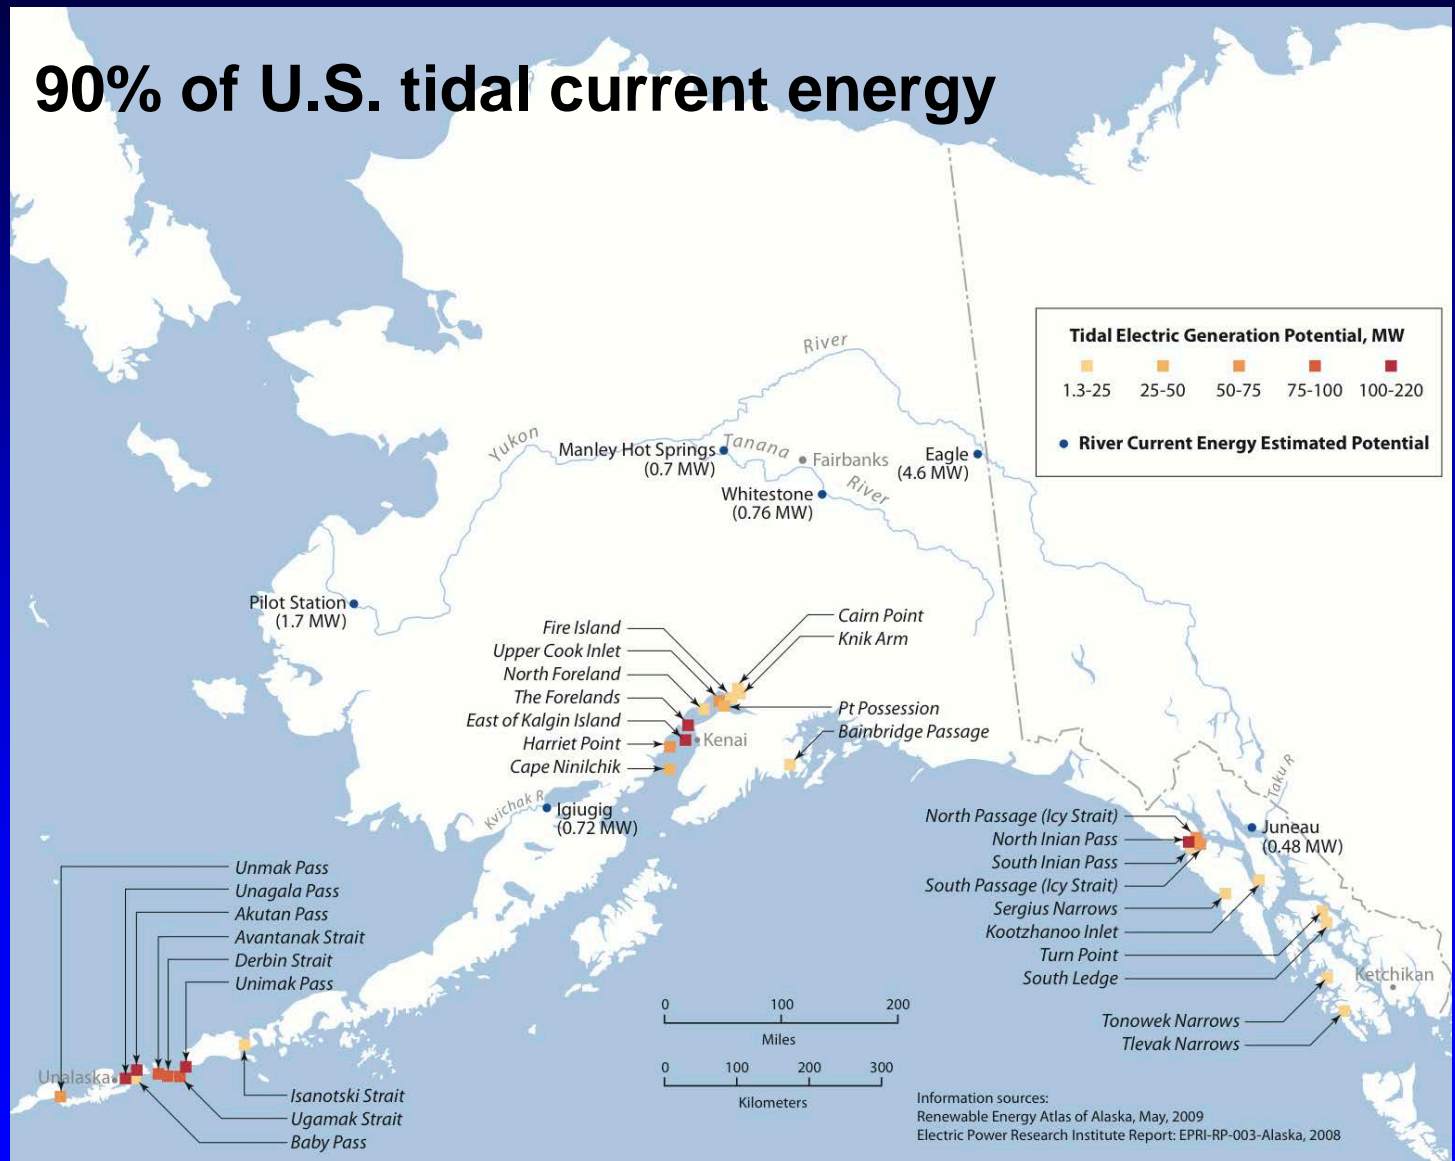 90% of U.S. tidal current energy
Tidal Electric Generation Potential, MW
1.3-25 25-50 50-75 75-100 100-220
River Current Energy Estimated Potential
River
Yukon
Manley Hot Springs
(0.7 MW)
Tanana
Fairbanks
Eagle
(4.6 MW)
Whitestone
(0.76 MW)
River
Pilot Station
(1.7 MW)
Fire Island
Upper Cook Inlet
North Foreland
The Forelands
East of Kalgin Island
Harriet Point
Cape Ninilchik
Cairn Point
Knik Arm
Pt Possession
Bainbridge Passage
Kenai
Kvichak R
Igiugig
(0.72 MW)
Taku R
North Passage (Icy Strait)
North Inian Pass
South Inian Pass
South Passage (Icy Strait)
Sergius Narrows
Kootzhanoo Inlet
Turn Point
South Ledge
Juneau
(0.48 MW)
Ketchikan
Tonowek Narrows
Tlevak Narrows
Unmak Pass
Unagala Pass
Akutan Pass
Avantanak Strait
Derbin Strait
Unimak Pass
Unalaska
Isanotski Strait
Ugamak Strait
Baby Pass
0 100 200
Miles
0 100 200 300
Kilometers
Information sources:
Renewable Energy Atlas of Alaska, May, 2009
Electric Power Research Institute Report: EPRI-RP-003-Alaska, 2008